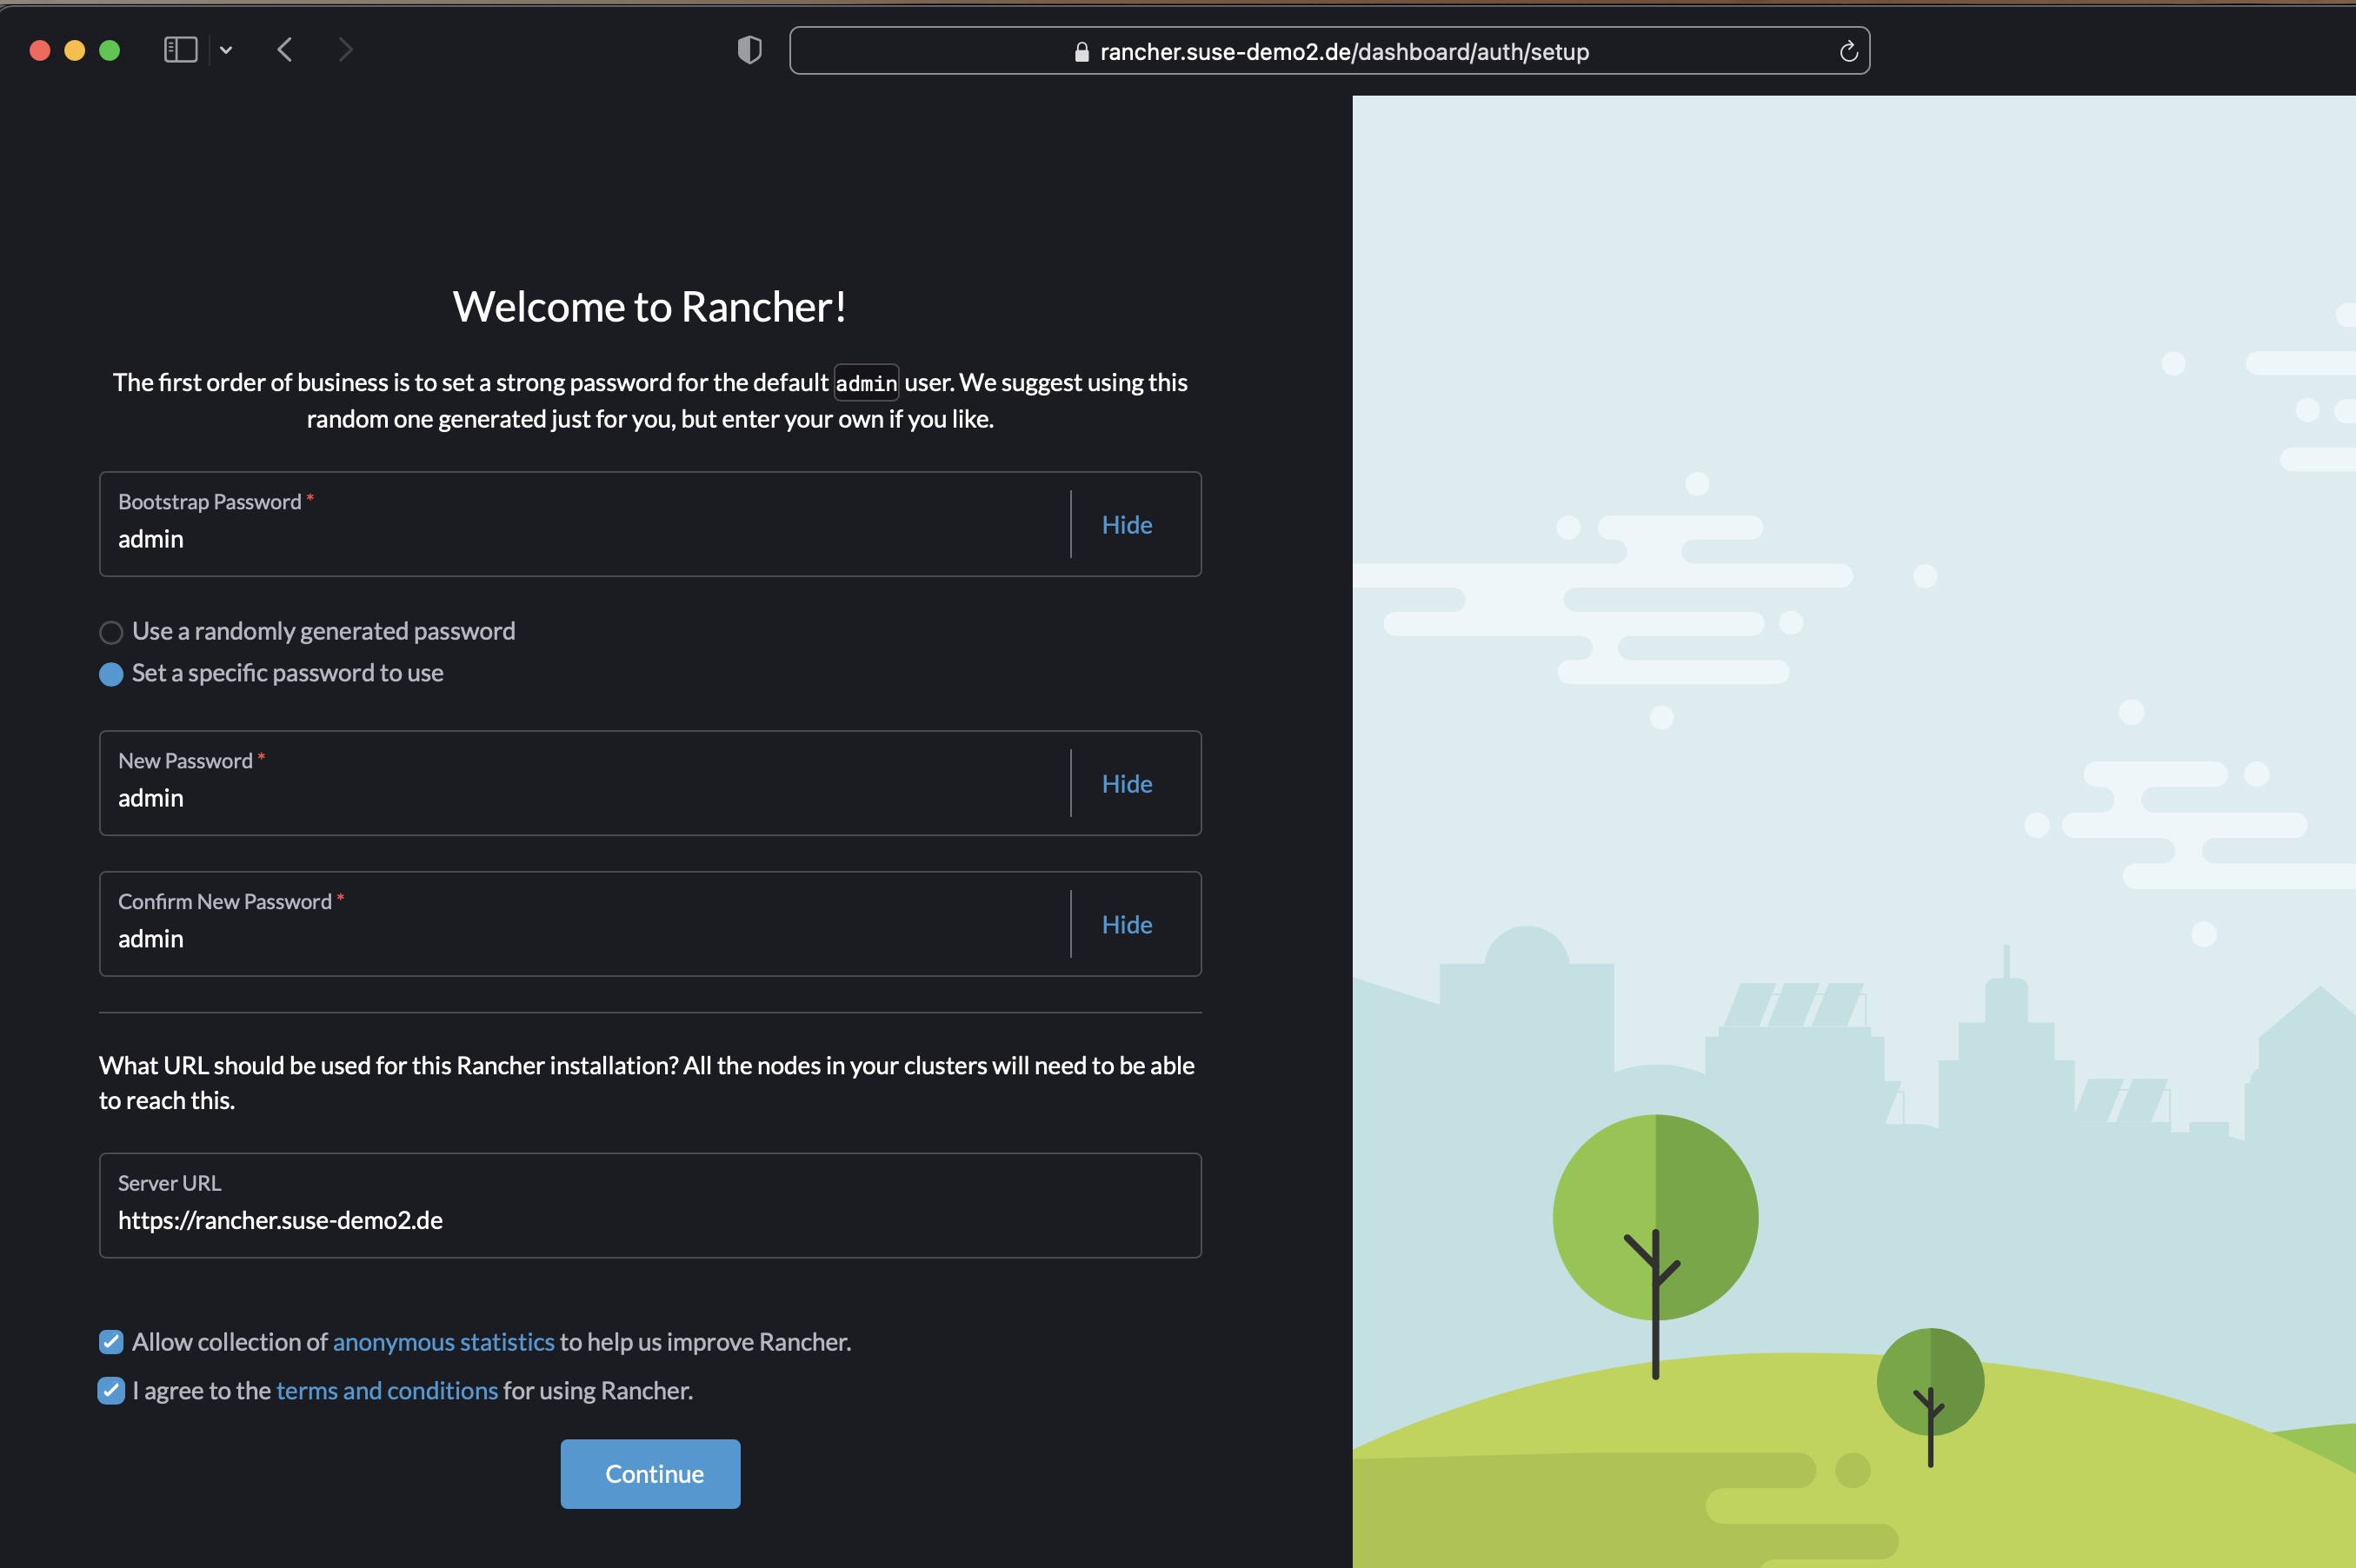 rancher.suse-demo2.de/dashboard/auth/setup
Welcome to Rancher!
The first order of business is to set a strong password for the default admin user. We suggest using this
random one generated just for you, but enter your own if you like.
Bootstrap Password *
admin
Hide
Use a randomly generated password
Set a specific password to use
New Password *
admin
Hide
Confirm New Password *
admin
Hide
What URL should be used for this Rancher installation? All the nodes in your clusters will need to be able
to reach this.
Server URL
https://rancher.suse-demo2.de
Allow collection of anonymous statistics to help us improve Rancher.
I agree to the terms and conditions for using Rancher.
Continue